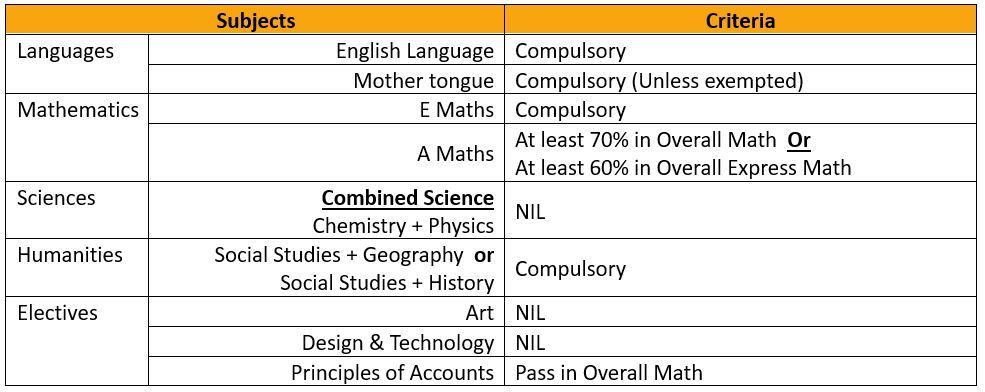 Subjects Criteria
Languages English Language Compulsory
Mother tongue Compulsory (Unless exempted)
Mathematics E Maths Compulsory
A Maths At least 70% in Overall Math Or
At least 60% in Overall Express Math
Sciences Combined Science
Chemistry + Physics NIL
Humanities Social Studies + Geography or
Social Studies + History Compulsory
Electives Art NIL
Design & Technology NIL
Principles of Accounts Pass in Overall Math